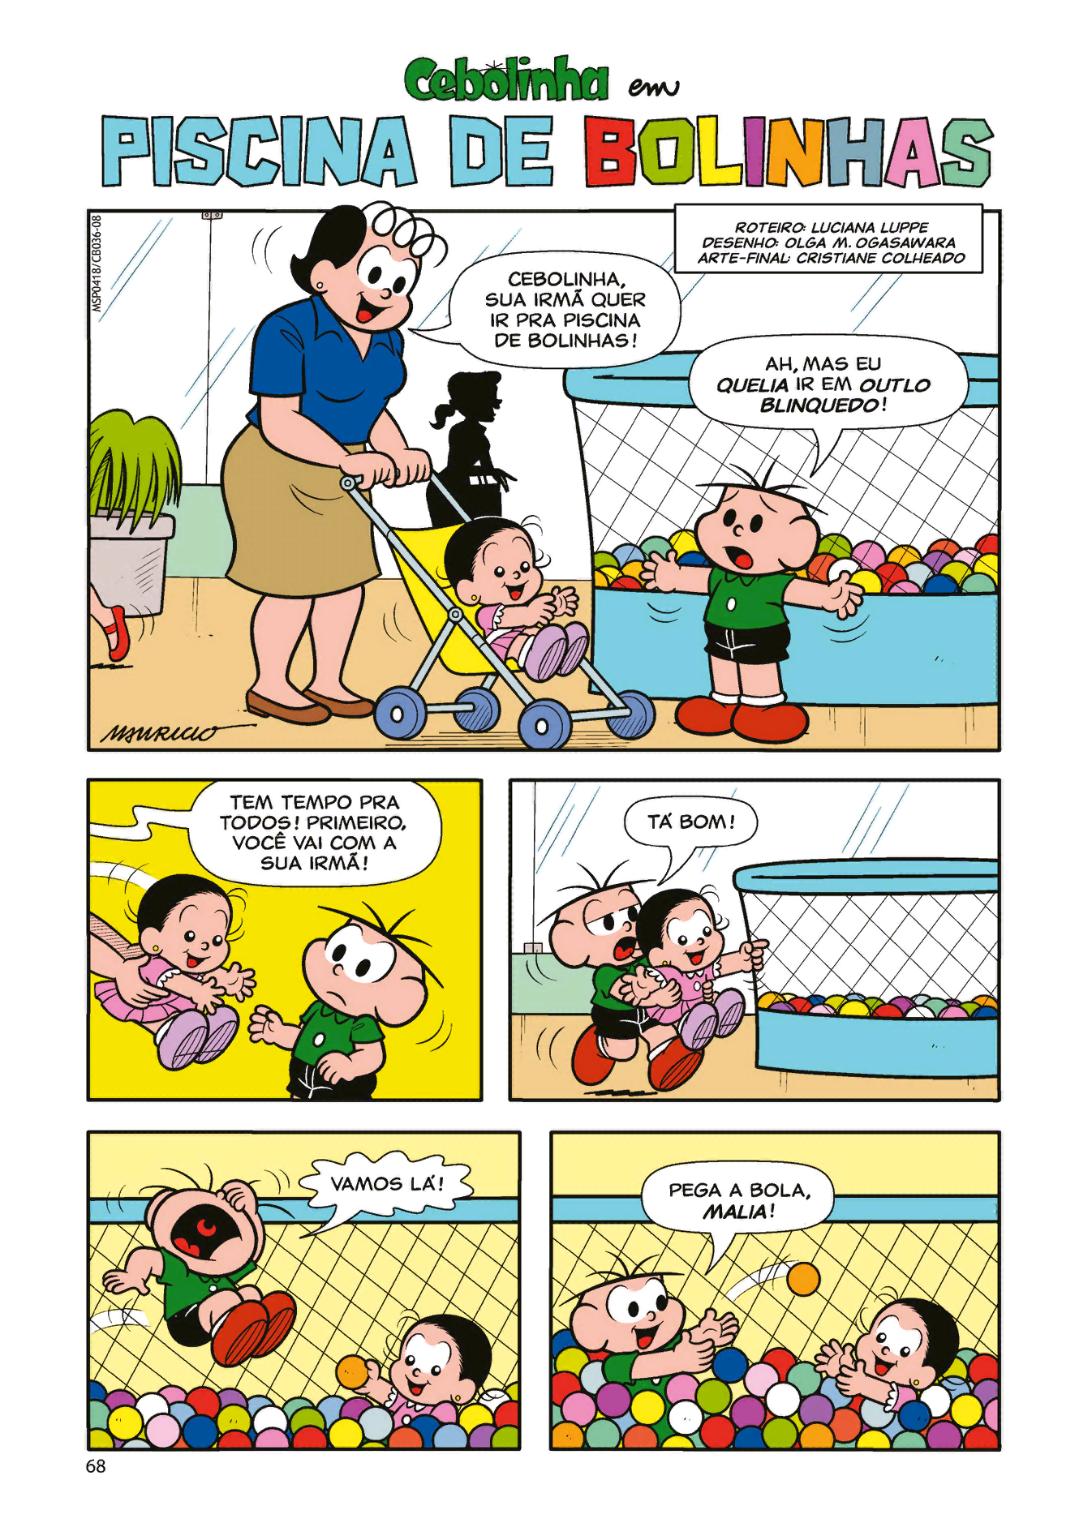 Cebolinha em
PISCINA DE BOLINHAS
MSP0418/CB036-08
ROTEIRO: LUCIANA LUPPE
DESENHO: OLGA M. OGASAWARA
ARTE-FINAL: CRISTIANE COLHEADO
CEBOLINHA,
SUA IRMÃ QUER
IR PRA PISCINA
DE BOLINHAS!
AH, MAS EU
QUELIA IR EM OUTLO
BLINQUEDO!
MAURICIO
TEM TEMPO PRA
TODOS! PRIMEIRO,
VOCÊ VAI COM A
SUA IRMÃ!
TÁ BOM!
VAMOS LÁ!
PEGA A BOLA,
MALIA!
68